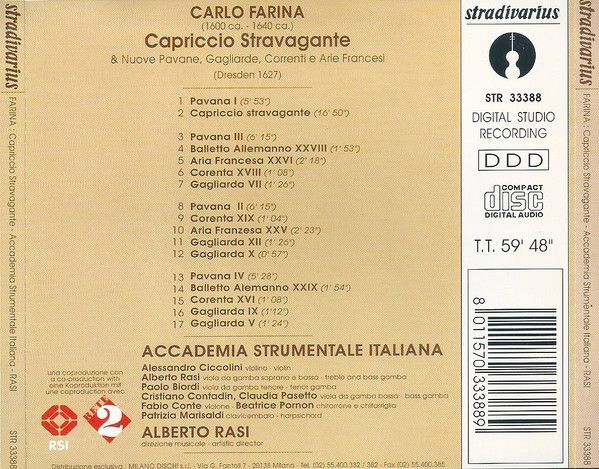 stradivarius
FARINA : Capriccio Stravagante - Accademia Strumentale Italiana - RASI
STR 33388
CARLO FARINA
(1600 ca. - 1640 ca.)
Capriccio Stravagante
& Nuove Pavane, Gagliarde, Correnti e Arie Francesi
(Dresden 1627)
1 Pavana I (5' 53")
2 Capriccio stravagante (16' 50")
3 Pavana III (6' 15")
4 Balletto Allemanno XXVIII (1' 53")
5 Aria Francesa XXVI (2' 18")
6 Corenta XVIII (1' 08")
7 Gagliarda VII (1' 26")
8 Pavana II (6' 15")
9 Corenta XIX (1' 04")
10 Aria Franzesa XXV (2' 23")
11 Gagliarda XII (1' 26")
12 Gagliarda X (0' 57")
13 Pavana IV (5' 28")
14 Balletto Alemanno XXIX (1' 54")
15 Corenta XVI (1' 08")
16 Gagliarda IX (1'12")
17 Gagliarda V (1' 24")
ACCADEMIA STRUMENTALE ITALIANA
Alessandro Ciccolini violino - violin
Alberto Rasi viola da gamba soprano e bassa - treble and bass gamba
Paolo Biordi viola da gamba tenore - tenor gamba
Cristiano Contadin, Claudia Pasetto viola da gamba bassa - bass gamba
Fabio Conte violone - Beatrice Pornon chitarrone e chitarriglia
Patrizia Marisaldi clavicembalo - harpsichord
ALBERTO RASI
direzione musicale - artistic director
una coproduzione con
a co-production with
eine Koproduktion mit
une coproduction avec
RSI
RETE
2
Distribuzione esclusiva : MILANO DISCHI s.r.l. - Via G. Fantoli 7 - 20138 Milano - Tel. (02) 55.400.332 / 382 - Fax (02) 55.400.385
stradivarius
STR 33388
DIGITAL STUDIO
RECORDING
DDD
COMPACT
disc
DIGITAL AUDIO
T.T. 59' 48"
8 011570 333889
stradivarius
FARINA : Capriccio Stravagante - Accademia Strumentale Italiana - RASI
STR 33388